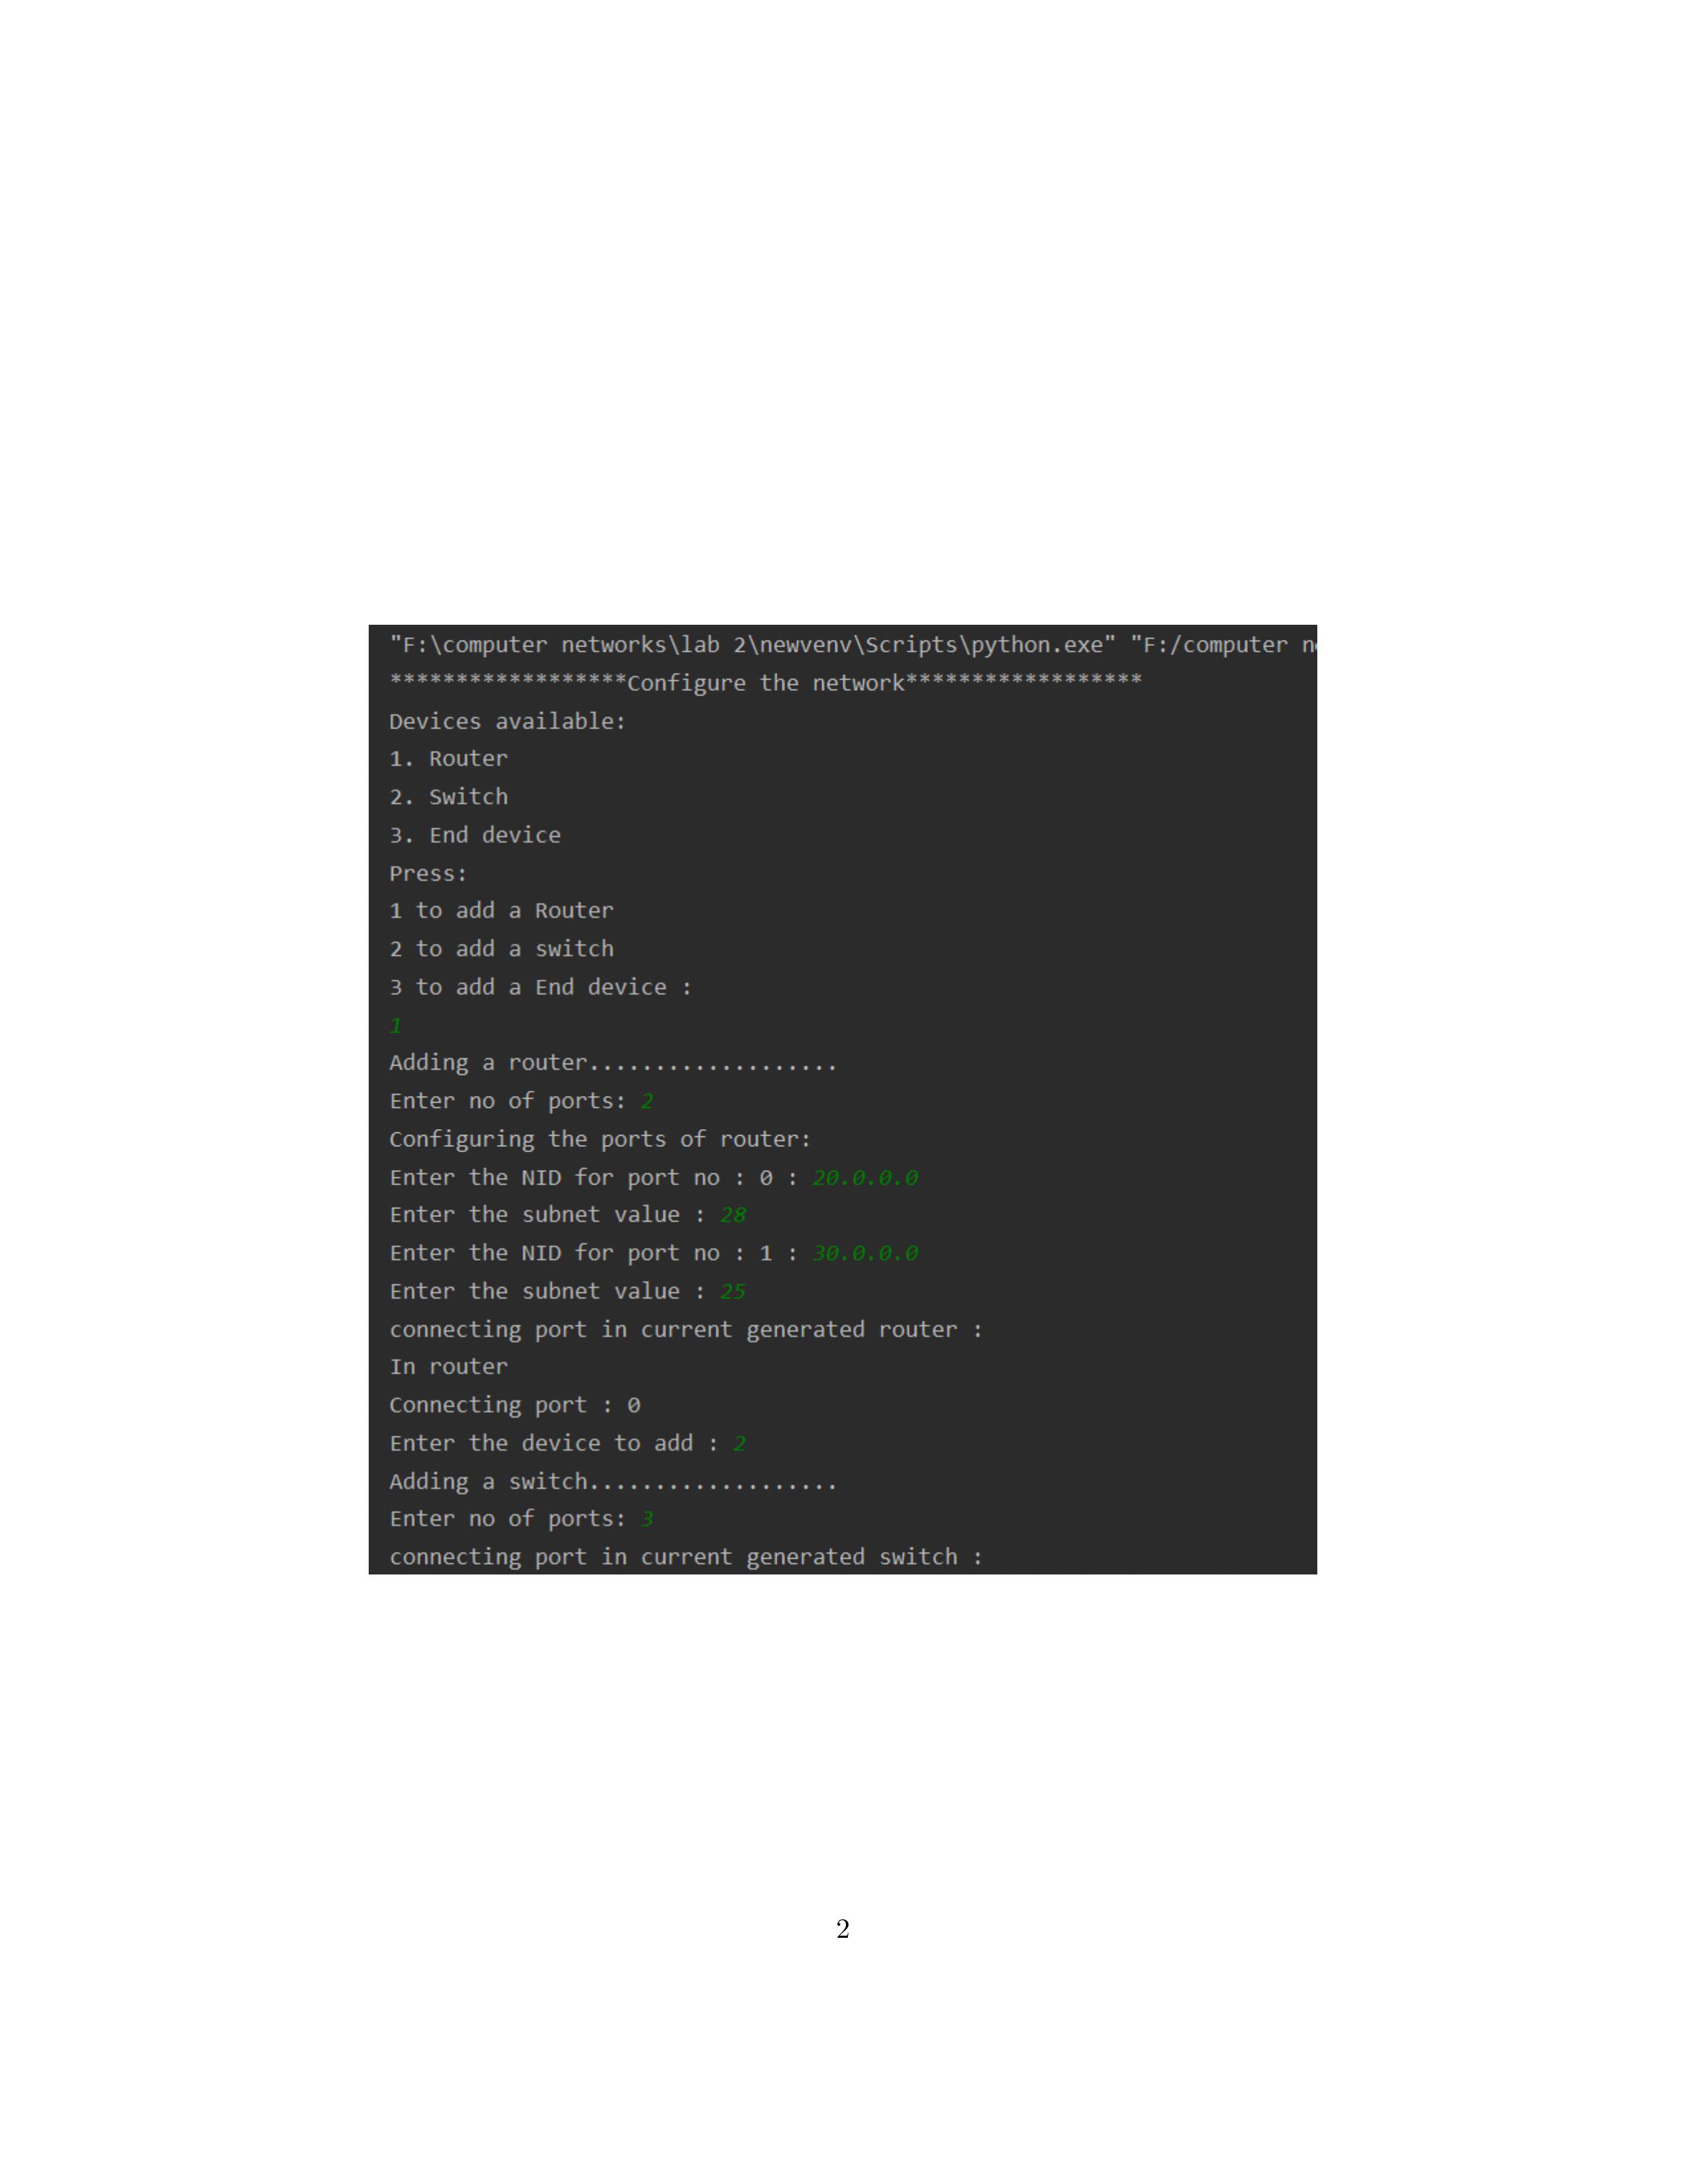 "F:\computer networks\lab 2\newvenv\Scripts\python.exe" "F:/computer
******************Configure the network******************
Devices available:
1. Router
2. Switch
3. End device
Press:
1 to add a Router
2 to add a switch
3 to add a End device :
1
Adding a router...................
Enter no of ports: 2
Configuring the ports of router:
Enter the NID for port no : 0 : 20.0.0.0
Enter the subnet value : 28
Enter the NID for port no : 1 : 30.0.0.0
Enter the subnet value : 25
connecting port in current generated router :
In router
Connecting port : 0
Enter the device to add : 2
Adding a switch...................
Enter no of ports: 3
connecting port in current generated switch :
2